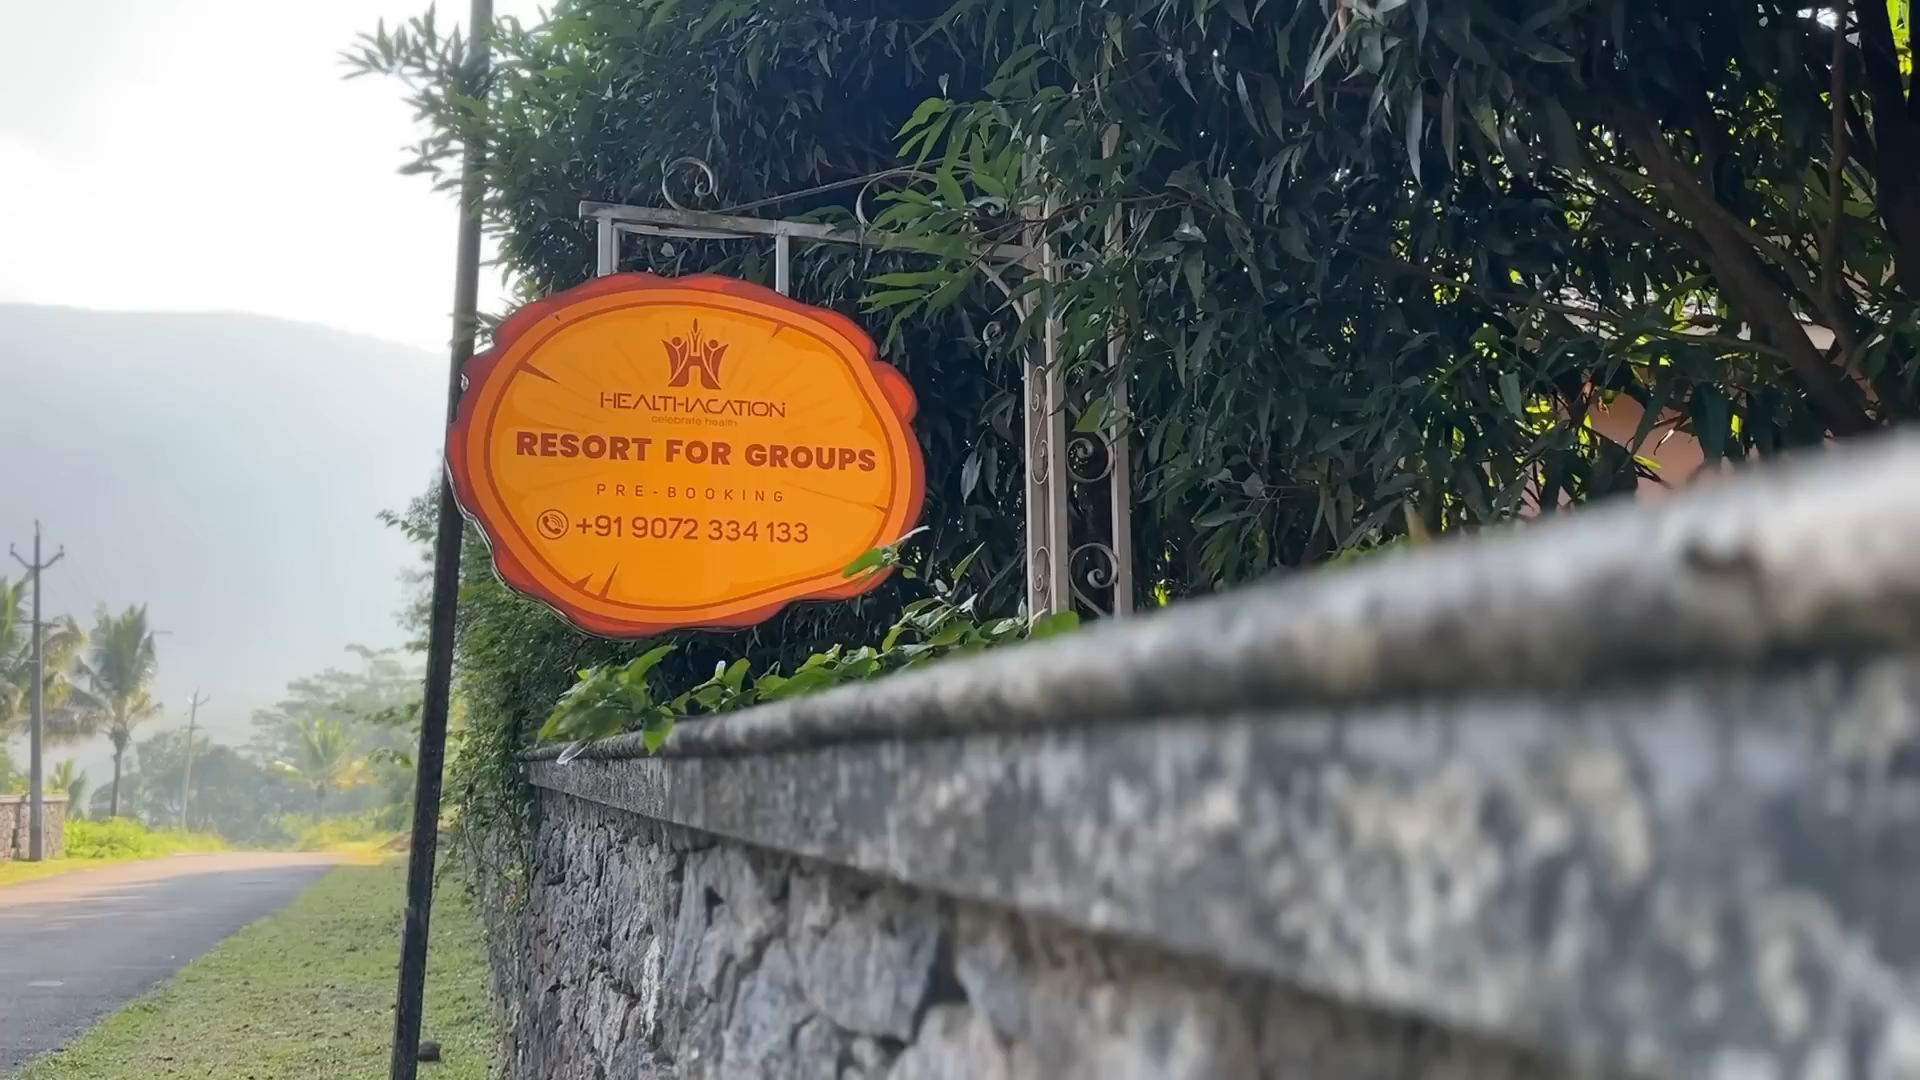 HEALTHACATION
celebrate health
RESORT FOR GROUPS
PRE-BOOKING
+91 9072 334 133